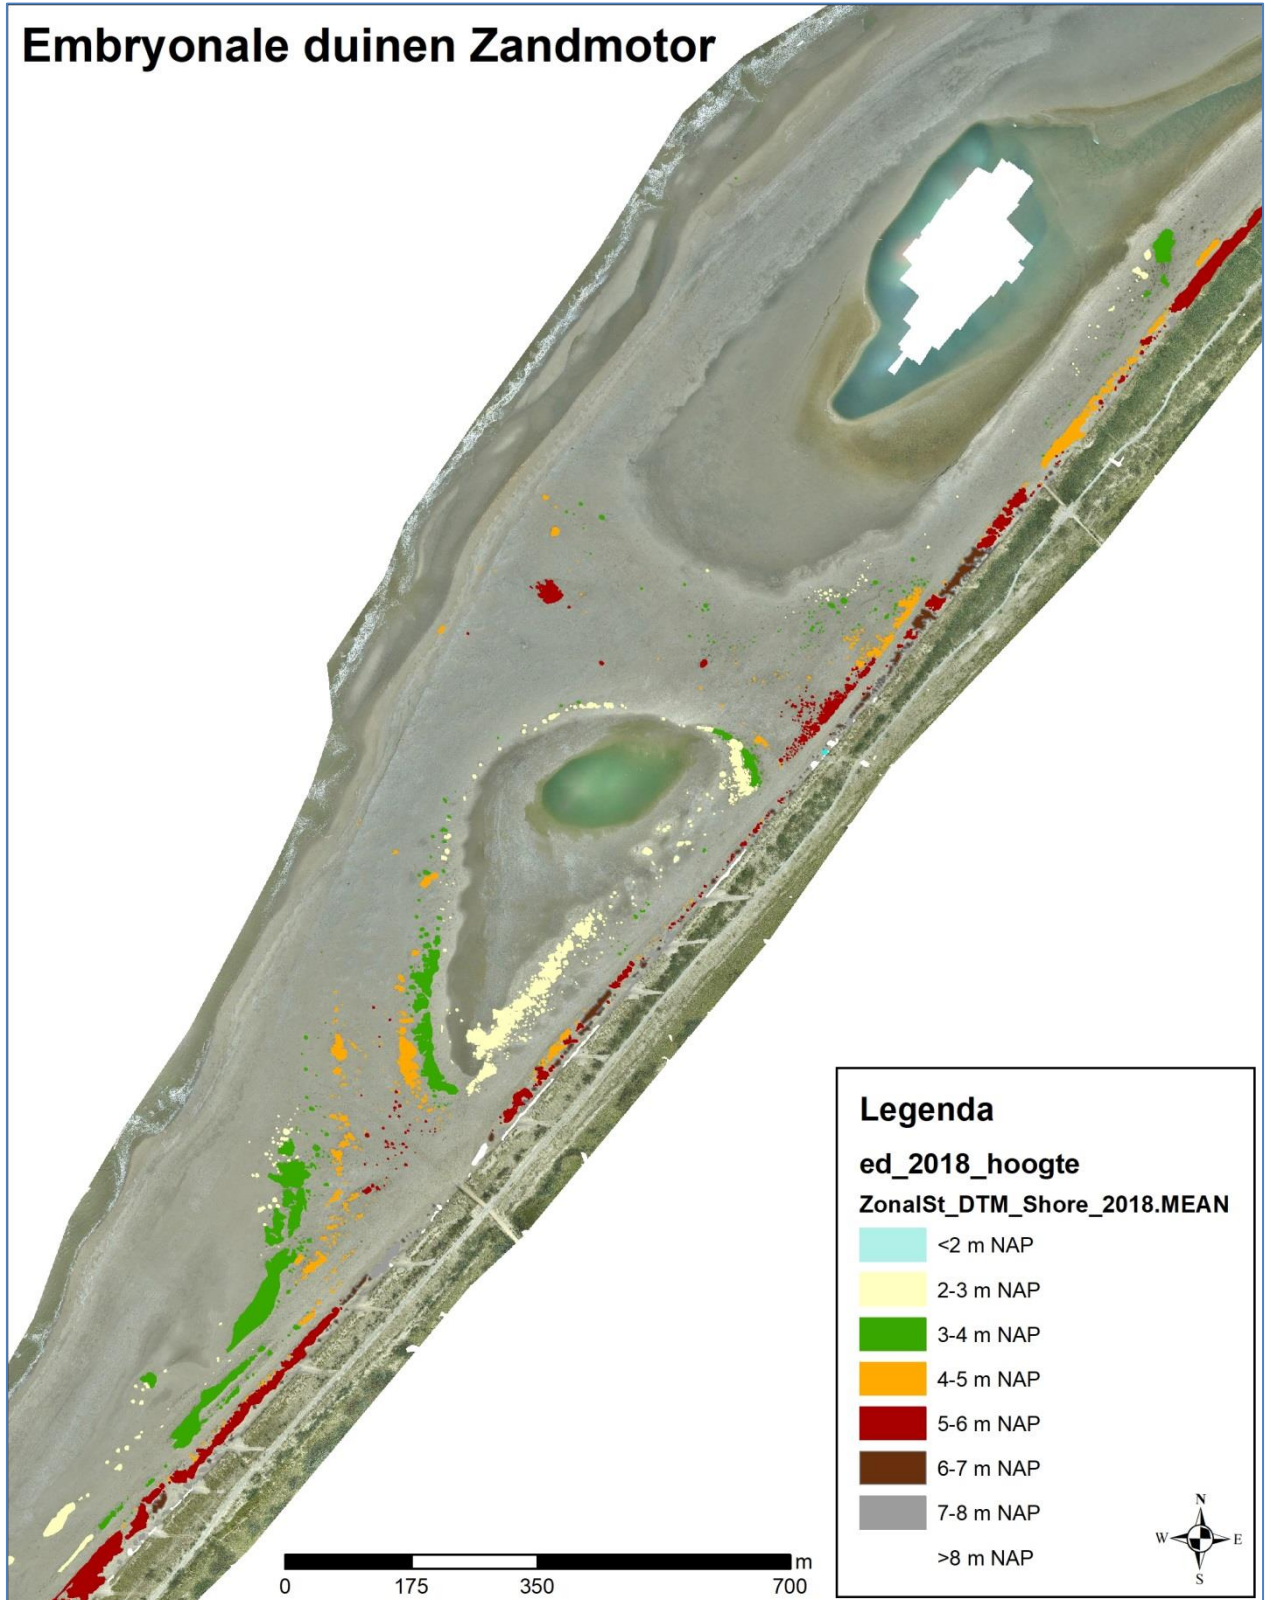 Embryonale duinen Zandmotor
Legenda
ed_2018_hoogte
ZonalSt_DTM_Shore_2018.MEAN
<2 m NAP
2-3 m NAP
3-4 m NAP
4-5 m NAP
5-6 m NAP
6-7 m NAP
7-8 m NAP
>8 m NAP
N
W E
S
m
0 175 350 700